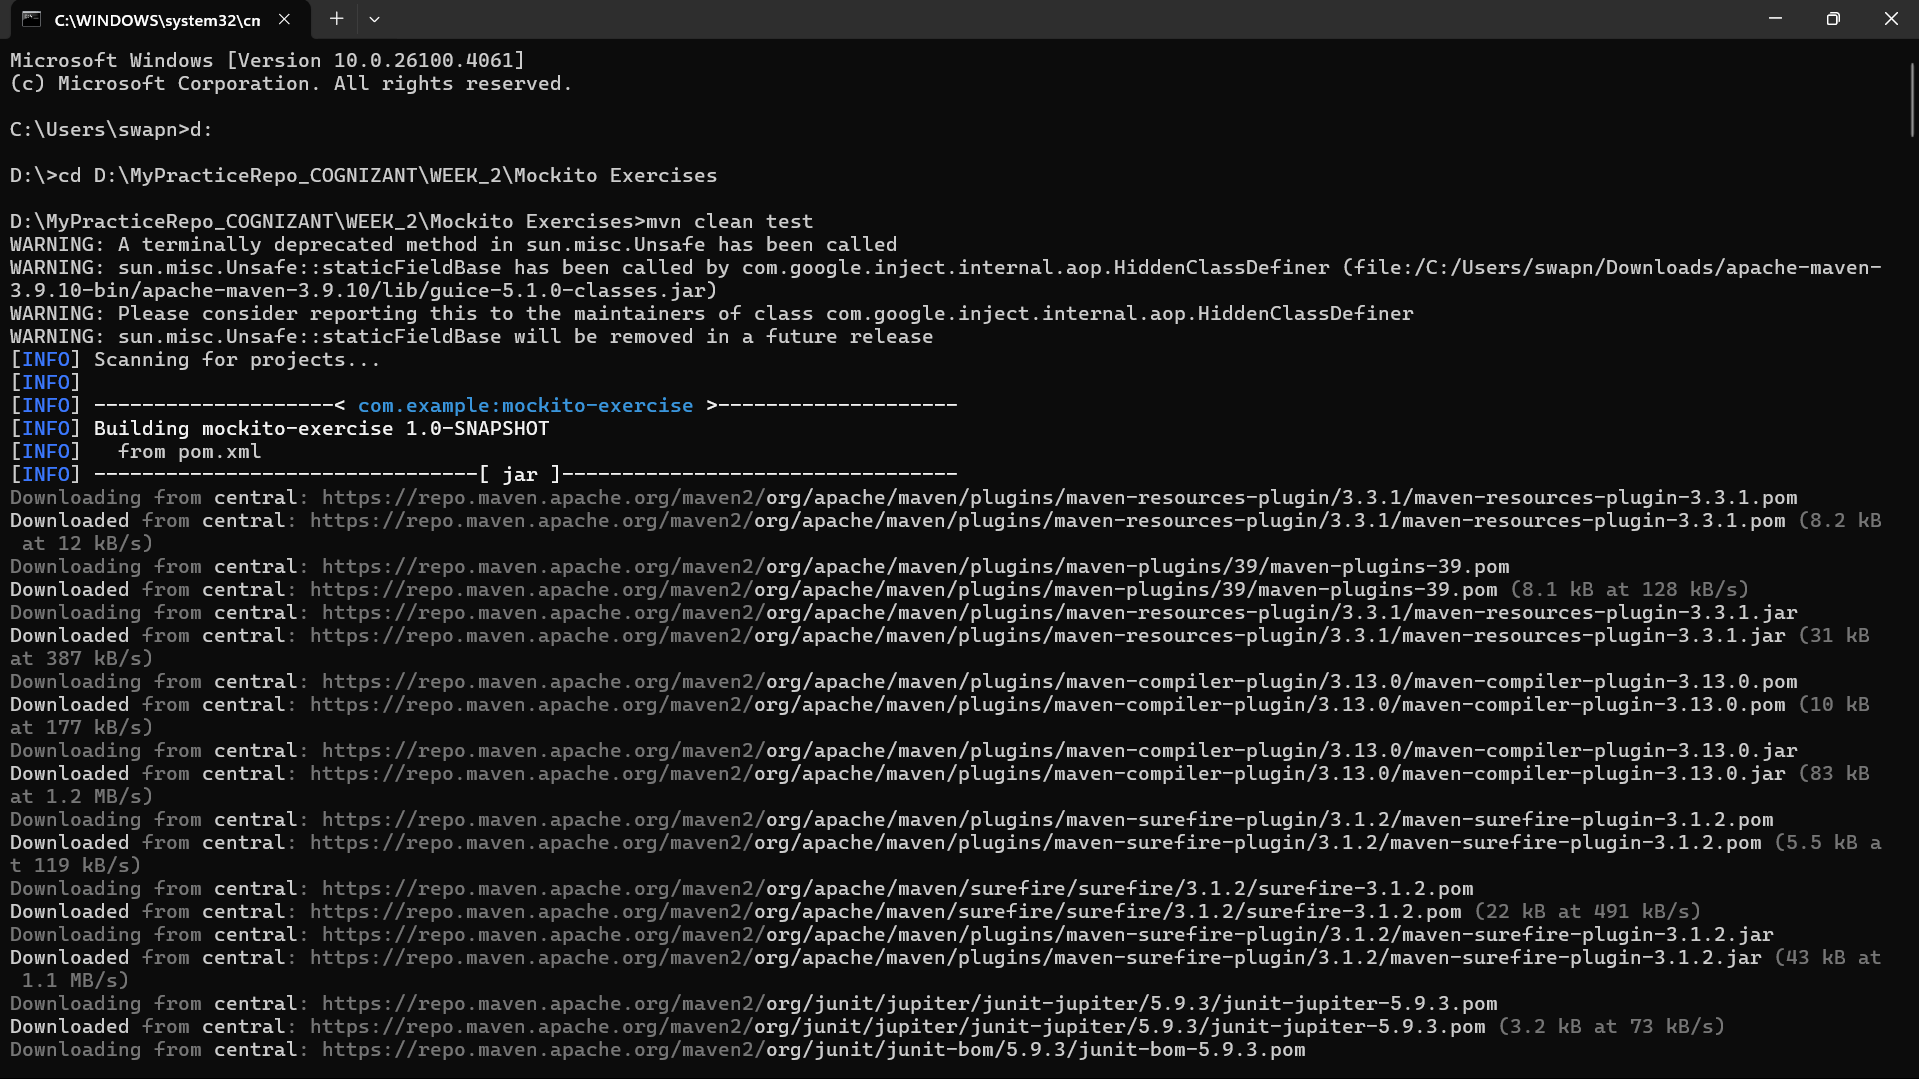 C:\WINDOWS\system32\cn
Microsoft Windows [Version 10.0.26100.4061]
(c) Microsoft Corporation. All rights reserved.
C:\Users\swapn>d:
D:\>cd D:\MyPracticeRepo_COGNIZANT\WEEK_2\Mockito Exercises
D:\MyPracticeRepo_COGNIZANT\WEEK_2\Mockito Exercises>mvn clean test
WARNING: A terminally deprecated method in sun.misc.Unsafe has been called
WARNING: sun.misc.Unsafe::staticFieldBase has been called by com.google.inject.internal.aop.HiddenClassDefiner (file:/C:/Users/swapn/Downloads/apache-maven-
3.9.10-bin/apache-maven-3.9.10/lib/guice-5.1.0-classes.jar)
WARNING: Please consider reporting this to the maintainers of class com.google.inject.internal.aop.HiddenClassDefiner
WARNING: sun.misc.Unsafe::staticFieldBase will be removed in a future release
[INFO] Scanning for projects...
[INFO]
[INFO] --------------------< com.example:mockito-exercise >--------------------
[INFO] Building mockito-exercise 1.0-SNAPSHOT
[INFO]   from pom.xml
[INFO] --------------------------------[ jar ]---------------------------------
Downloading from central: https://repo.maven.apache.org/maven2/org/apache/maven/plugins/maven-resources-plugin/3.3.1/maven-resources-plugin-3.3.1.pom
Downloaded from central: https://repo.maven.apache.org/maven2/org/apache/maven/plugins/maven-resources-plugin/3.3.1/maven-resources-plugin-3.3.1.pom (8.2 kB
 at 12 kB/s)
Downloading from central: https://repo.maven.apache.org/maven2/org/apache/maven/plugins/maven-plugins/39/maven-plugins-39.pom
Downloaded from central: https://repo.maven.apache.org/maven2/org/apache/maven/plugins/maven-plugins/39/maven-plugins-39.pom (8.1 kB at 128 kB/s)
Downloading from central: https://repo.maven.apache.org/maven2/org/apache/maven/plugins/maven-resources-plugin/3.3.1/maven-resources-plugin-3.3.1.jar
Downloaded from central: https://repo.maven.apache.org/maven2/org/apache/maven/plugins/maven-resources-plugin/3.3.1/maven-resources-plugin-3.3.1.jar (31 kB
at 387 kB/s)
Downloading from central: https://repo.maven.apache.org/maven2/org/apache/maven/plugins/maven-compiler-plugin/3.13.0/maven-compiler-plugin-3.13.0.pom
Downloaded from central: https://repo.maven.apache.org/maven2/org/apache/maven/plugins/maven-compiler-plugin/3.13.0/maven-compiler-plugin-3.13.0.pom (10 kB
at 177 kB/s)
Downloading from central: https://repo.maven.apache.org/maven2/org/apache/maven/plugins/maven-compiler-plugin/3.13.0/maven-compiler-plugin-3.13.0.jar
Downloaded from central: https://repo.maven.apache.org/maven2/org/apache/maven/plugins/maven-compiler-plugin/3.13.0/maven-compiler-plugin-3.13.0.jar (83 kB
at 1.2 MB/s)
Downloading from central: https://repo.maven.apache.org/maven2/org/apache/maven/plugins/maven-surefire-plugin/3.1.2/maven-surefire-plugin-3.1.2.pom
Downloaded from central: https://repo.maven.apache.org/maven2/org/apache/maven/plugins/maven-surefire-plugin/3.1.2/maven-surefire-plugin-3.1.2.pom (5.5 kB a
t 119 kB/s)
Downloading from central: https://repo.maven.apache.org/maven2/org/apache/maven/surefire/surefire/3.1.2/surefire-3.1.2.pom
Downloaded from central: https://repo.maven.apache.org/maven2/org/apache/maven/surefire/surefire/3.1.2/surefire-3.1.2.pom (22 kB at 491 kB/s)
Downloading from central: https://repo.maven.apache.org/maven2/org/apache/maven/plugins/maven-surefire-plugin/3.1.2/maven-surefire-plugin-3.1.2.jar
Downloaded from central: https://repo.maven.apache.org/maven2/org/apache/maven/plugins/maven-surefire-plugin/3.1.2/maven-surefire-plugin-3.1.2.jar (43 kB at
 1.1 MB/s)
Downloading from central: https://repo.maven.apache.org/maven2/org/junit/jupiter/junit-jupiter/5.9.3/junit-jupiter-5.9.3.pom
Downloaded from central: https://repo.maven.apache.org/maven2/org/junit/jupiter/junit-jupiter/5.9.3/junit-jupiter-5.9.3.pom (3.2 kB at 73 kB/s)
Downloading from central: https://repo.maven.apache.org/maven2/org/junit/junit-bom/5.9.3/junit-bom-5.9.3.pom